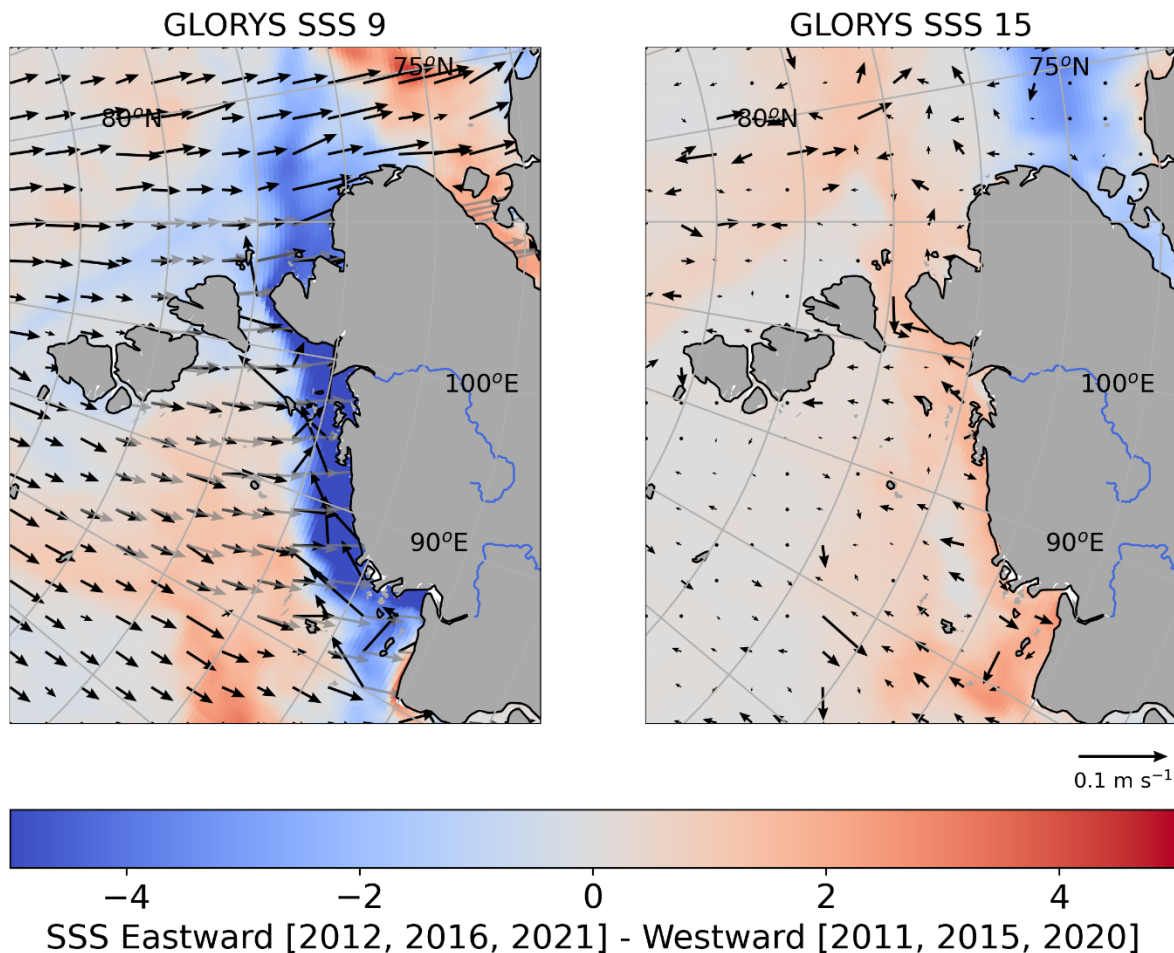 GLORYS SSS 9
GLORYS SSS 15
75°N
80°N
100°E
90°E
75°N
80°N
100°E
90°E
0.1 m s⁻¹
−4 −2 0 2 4
SSS Eastward [2012, 2016, 2021] - Westward [2011, 2015, 2020]